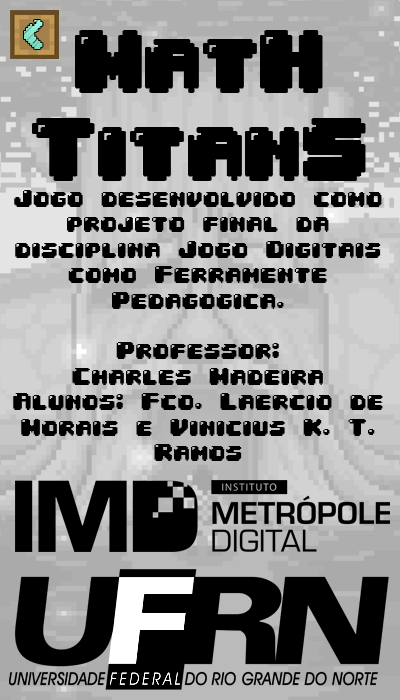 Math
Titans
Jogo desenvolvido como
projeto final da
disciplina Jogo Digitais
como Ferramente
Pedagogica.
Professor:
Charles Madeira
Alunos: Fco. Laercio de
Morais e Vinicius K. T.
Ramos
IMD INSTITUTO
METRÓPOLE
DIGITAL
UFRN
UNIVERSIDADE FEDERAL DO RIO GRANDE DO NORTE